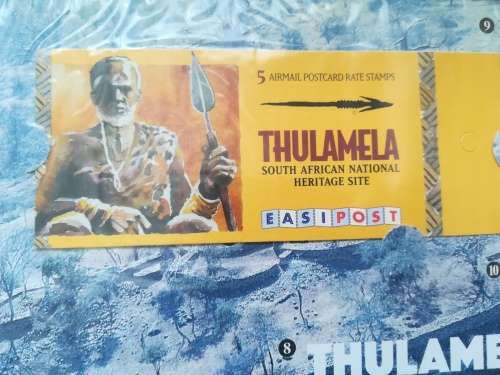 9
5 AIRMAIL POSTCARD RATE STAMPS
THULAMELA
SOUTH AFRICAN NATIONAL
HERITAGE SITE
EASIPOST
10
8
THULAME